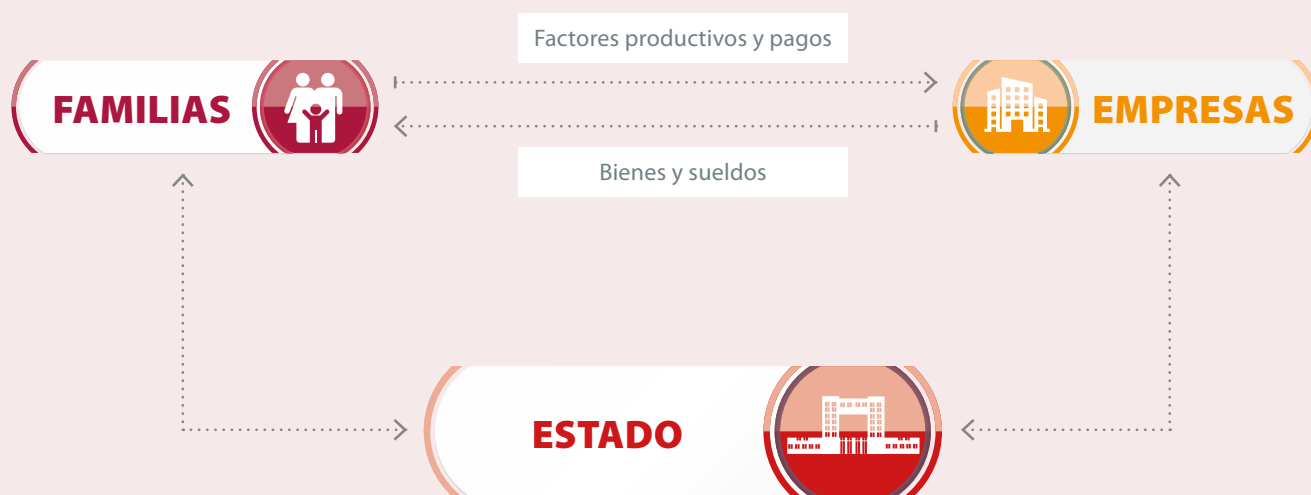 Factores productivos y pagos
FAMILIAS
EMPRESAS
Bienes y sueldos
ESTADO